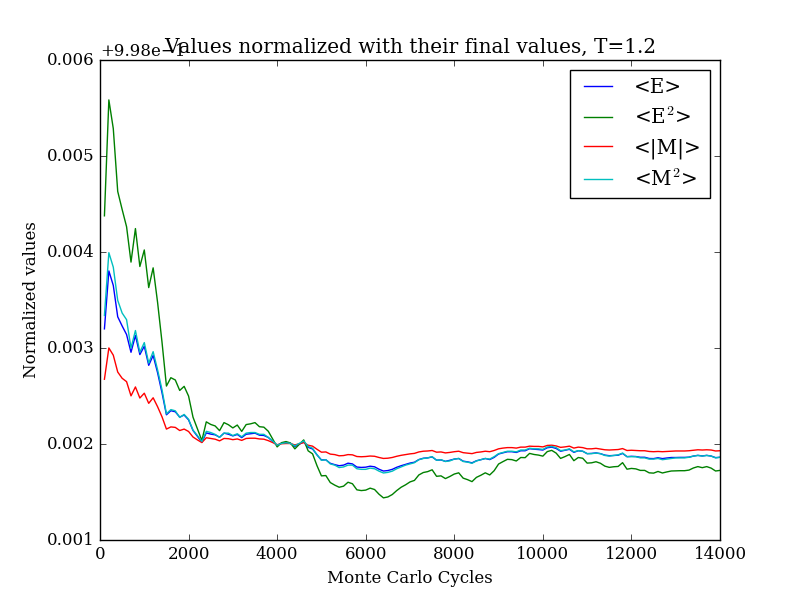 Values normalized with their final values, T=1.2
+9.98e−1
0.006
0.005
0.004
0.003
0.002
0.001
Normalized values
<E>
<E²>
<|M|>
<M²>
0 2000 4000 6000 8000 10000 12000 14000
Monte Carlo Cycles